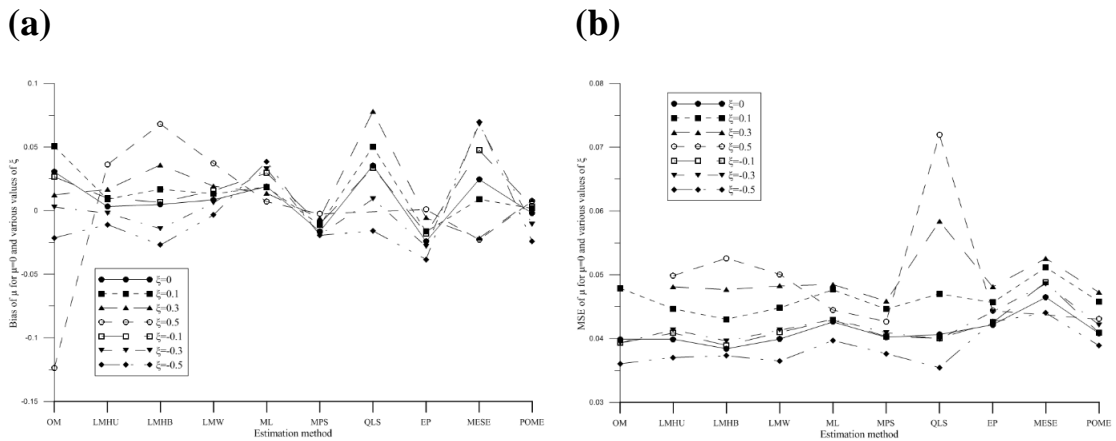 (a)
(b)
0.1
0.05
0
-0.05
-0.1
-0.15
Bias of μ for μ=0 and various values of ξ
ξ=0
ξ=0.1
ξ=0.3
ξ=0.5
ξ=-0.1
ξ=-0.3
ξ=-0.5
OM LMHU LMHB LMW ML MPS QLS EP MESE POME
Estimation method
0.08
0.07
0.06
0.05
0.04
0.03
MSE of μ for μ=0 and various values of ξ
ξ=0
ξ=0.1
ξ=0.3
ξ=0.5
ξ=-0.1
ξ=-0.3
ξ=-0.5
OM LMHU LMHB LMW ML MPS QLS EP MESE POME
Estimation method